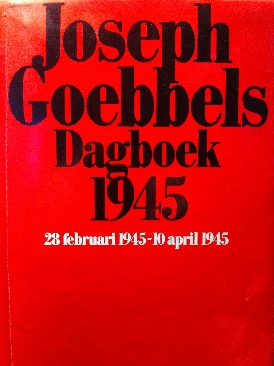 Joseph
Goebbels
Dagboek
1945
28 februari 1945-10 april 1945